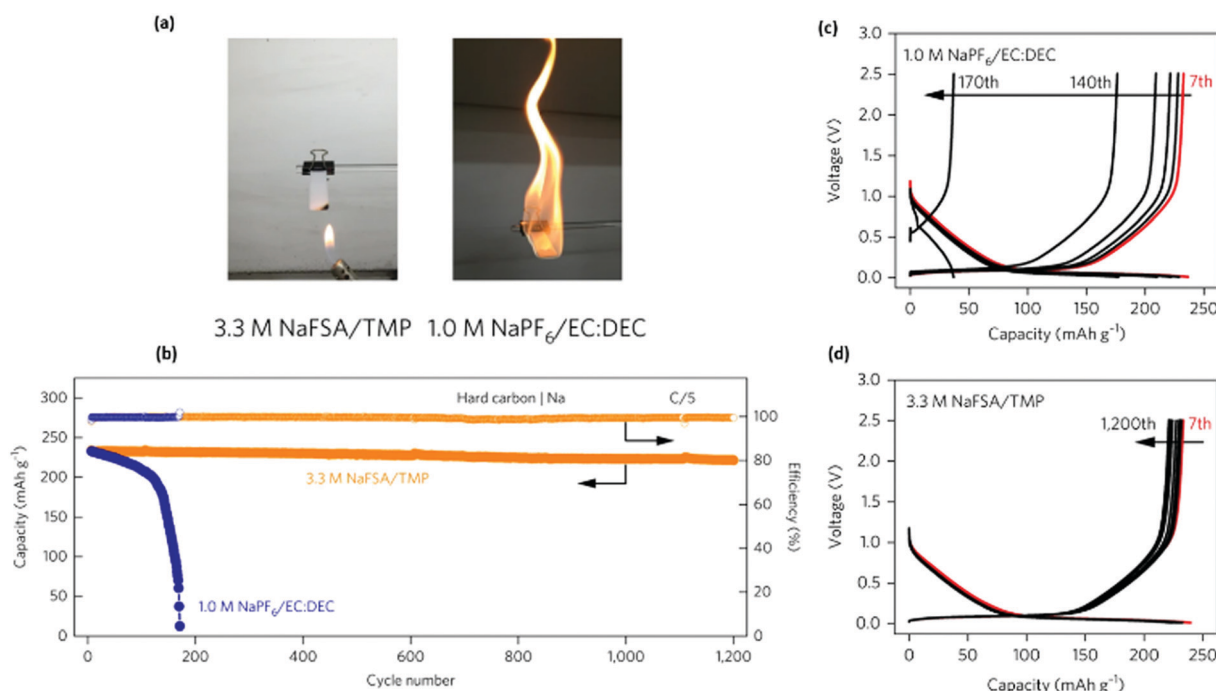 (a)
3.3 M NaFSA/TMP 1.0 M NaPF₆/EC:DEC
(b)
300
250
200
150
100
50
0
Capacity (mAh g⁻¹)
Hard carbon | Na C/5
3.3 M NaFSA/TMP
1.0 M NaPF₆/EC:DEC
100
80
60
40
20
0
Efficiency (%)
0 200 400 600 800 1,000 1,200
Cycle number
(c)
1.0 M NaPF₆/EC:DEC
170th 140th 7th
3.0
2.5
2.0
1.5
1.0
0.5
0.0
Voltage (V)
0 50 100 150 200 250
Capacity (mAh g⁻¹)
(d)
3.3 M NaFSA/TMP
1,200th 7th
3.0
2.5
2.0
1.5
1.0
0.5
0.0
Voltage (V)
0 50 100 150 200 250
Capacity (mAh g⁻¹)